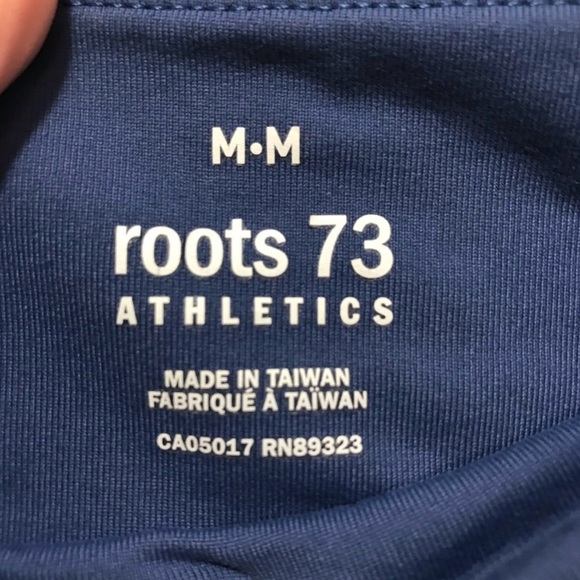 M•M
roots 73
ATHLETICS
MADE IN TAIWAN
FABRIQUÉ À TAÏWAN
CA05017 RN89323